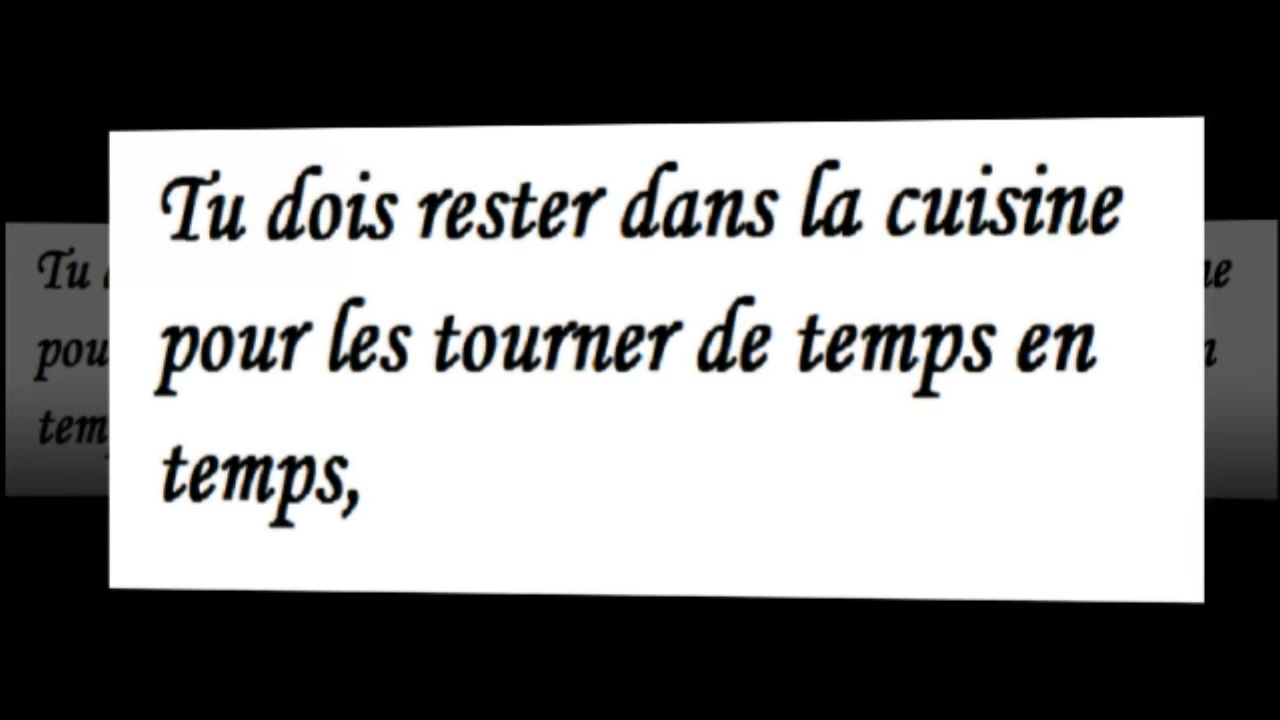 Tu dois rester dans la cuisine
pour les tourner de temps en
temps,